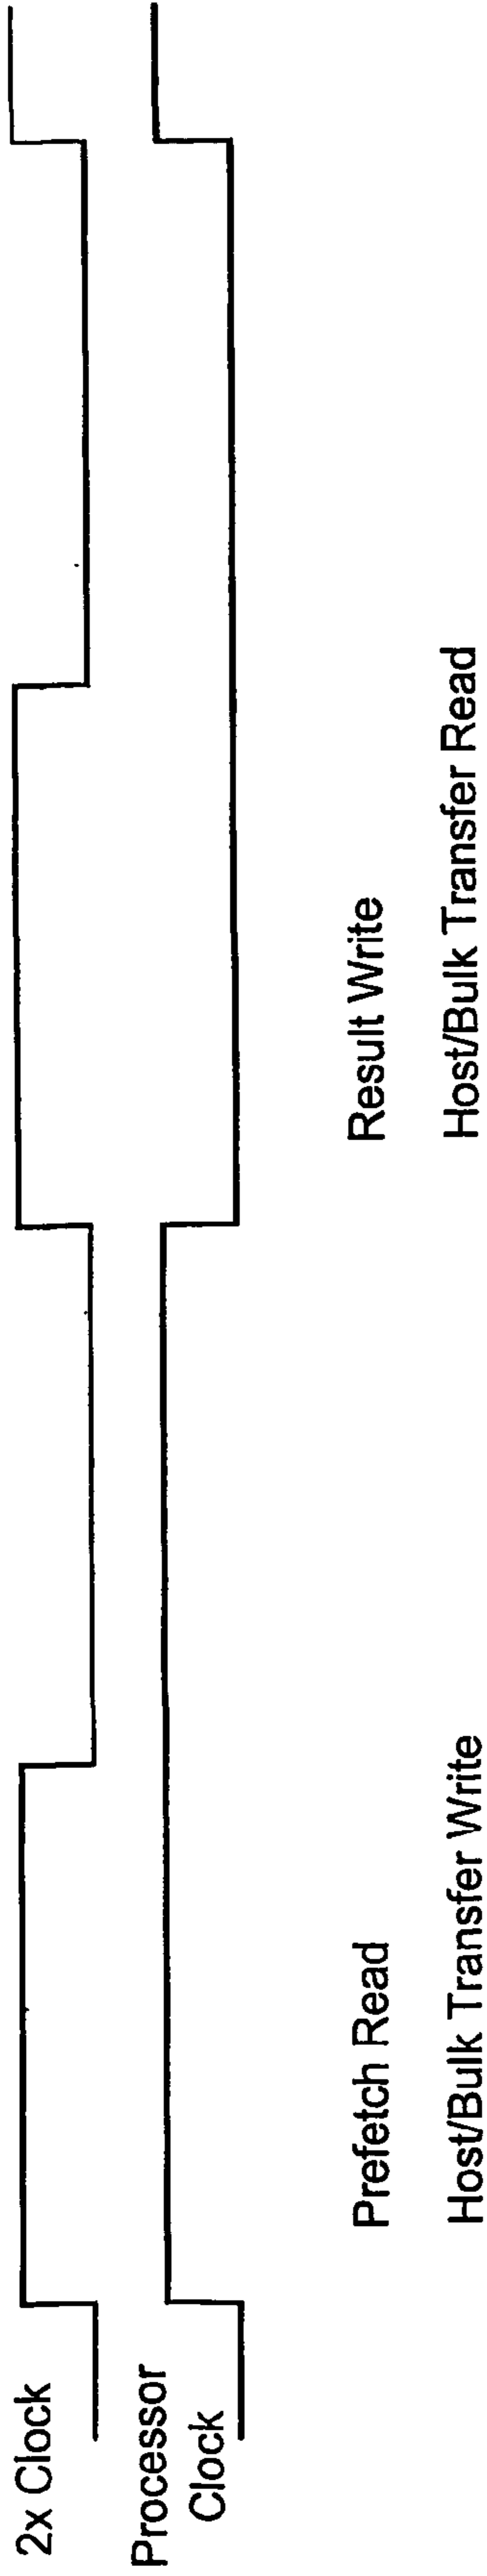 2x Clock
Processor
Clock
Prefetch Read
Result Write
Host/Bulk Transfer Write
Host/Bulk Transfer Read